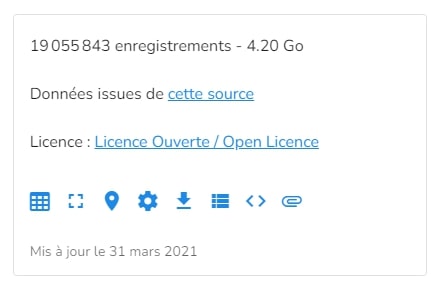 19 055 843 enregistrements - 4.20 Go
Données issues de cette source
Licence : Licence Ouverte / Open Licence
Mis à jour le 31 mars 2021